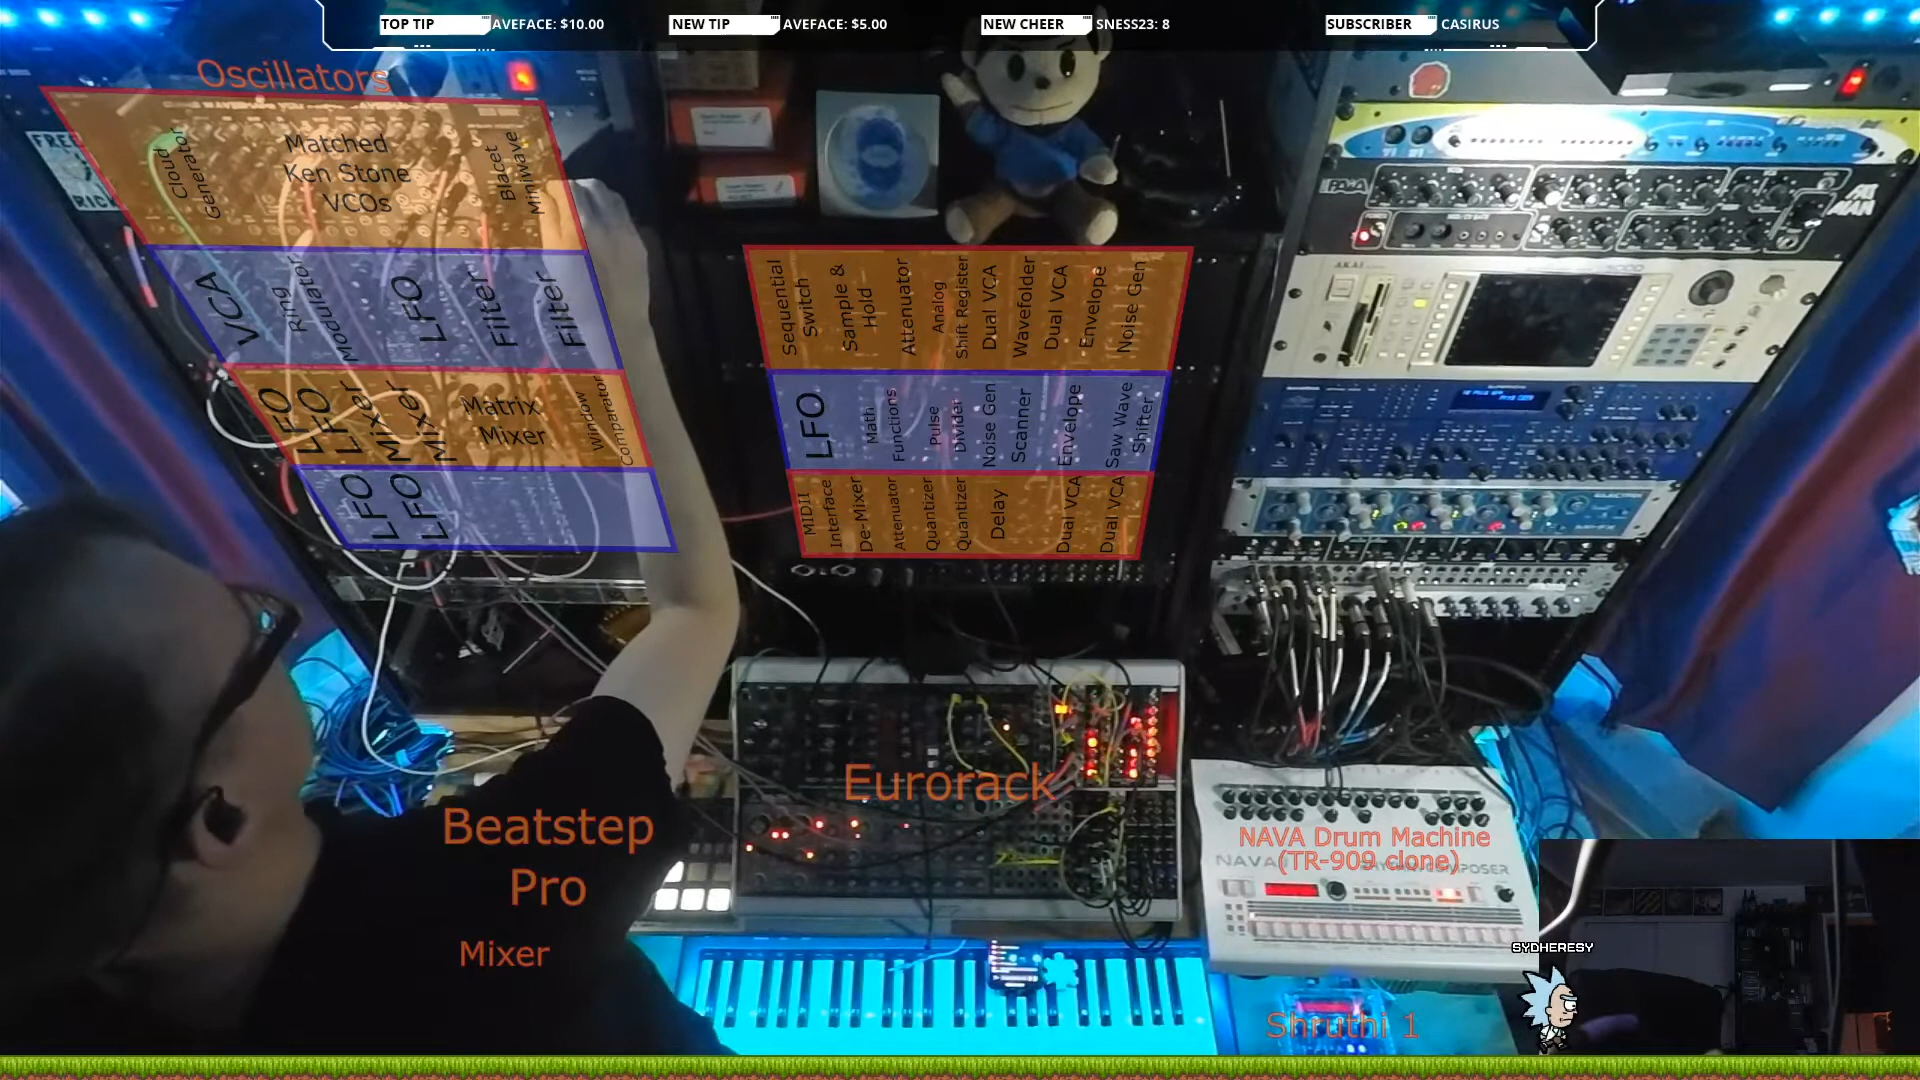 TOP TIP AVEFACE: $10.00
NEW TIP AVEFACE: $5.00
NEW CHEER SNESS23: 8
SUBSCRIBER CASIRUS
Oscillators
Cloud
Generator
Matched
Ken Stone
VCOs
Blacet
Miniwave
VCA
Ring
Modulator
LFO
Filter
Filter
LFO
LFO
Mixer
Mixer
Matrix
Mixer
Window
Comparator
LFO
LFO
Sequential
Switch
Sample &
Hold
Attenuator
Analog
Shift Register
Dual VCA
Wavefolder
Dual VCA
Envelope
Noise Gen
LFO
Math
Functions
Pulse
Divider
Noise Gen
Scanner
Envelope
Saw Wave
Shifter
MIDII
Interface
De-Mixer
Attenuator
Quantizer
Quantizer
Delay
Dual VCA
Dual VCA
AKAI
Eurorack
Beatstep
Pro
Mixer
NAVA Drum Machine
(TR-909 clone)
NAVA
SYDHERESY
Shruthi 1